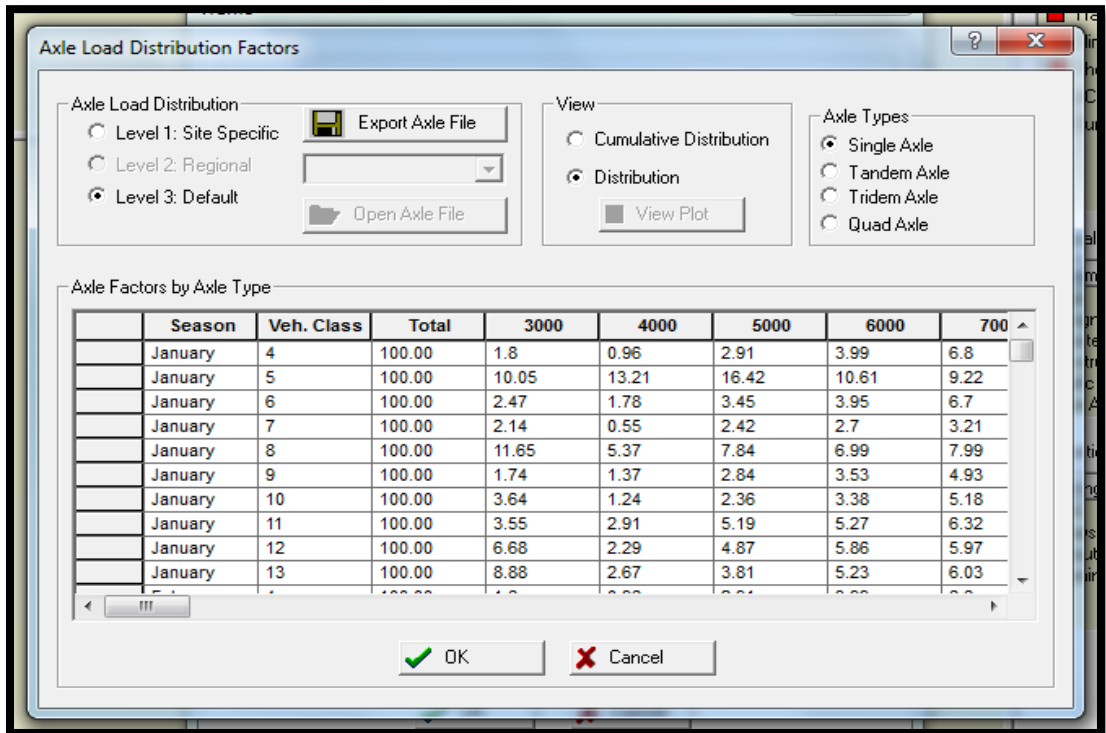 Axle Load Distribution Factors
Axle Load Distribution
Level 1: Site Specific
Export Axle File
Level 2: Regional
Level 3: Default
Open Axle File
View
Cumulative Distribution
Distribution
View Plot
Axle Types
Single Axle
Tandem Axle
Tridem Axle
Quad Axle
Axle Factors by Axle Type
Season Veh. Class Total 3000 4000 5000 6000 700
January 4 100.00 1.8 0.96 2.91 3.99 6.8
January 5 100.00 10.05 13.21 16.42 10.61 9.22
January 6 100.00 2.47 1.78 3.45 3.95 6.7
January 7 100.00 2.14 0.55 2.42 2.7 3.21
January 8 100.00 11.65 5.37 7.84 6.99 7.99
January 9 100.00 1.74 1.37 2.84 3.53 4.93
January 10 100.00 3.64 1.24 2.36 3.38 5.18
January 11 100.00 3.55 2.91 5.19 5.27 6.32
January 12 100.00 6.68 2.29 4.87 5.86 5.97
January 13 100.00 8.88 2.67 3.81 5.23 6.03
OK
Cancel